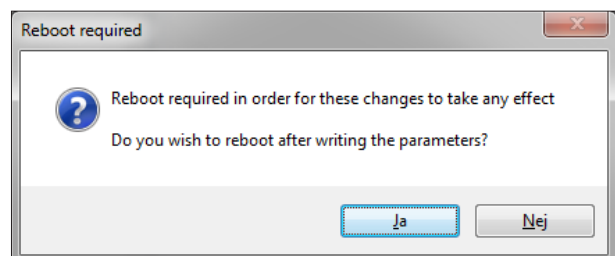 Reboot required
Reboot required in order for these changes to take any effect
Do you wish to reboot after writing the parameters?
Ja
Nej